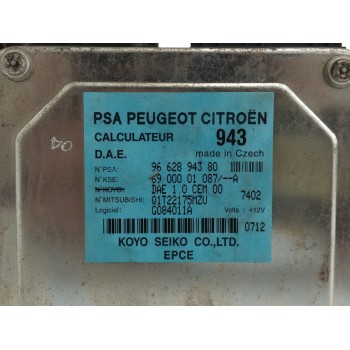 PSA PEUGEOT CITROËN
CALCULATEUR 943
D.A.E. made in Czech
N°PSA: 96 628 943 80
N°KSE: 69 000 01 087/--A
N°KOYO: DAE 1.0 CEM 00
N°MITSUBISHI: Q1T22175MZU 7402
Logiciel: G084011A Volts : +12V
0712
KOYO SEIKO CO.,LTD.
EPCE